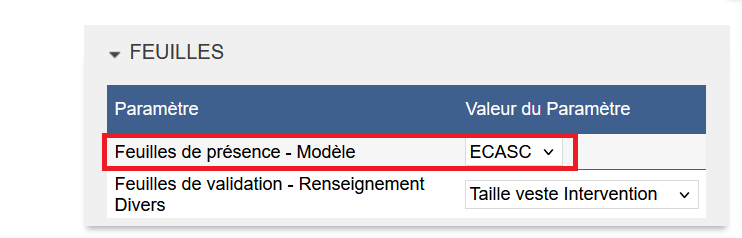 FEUILLES
Paramètre Valeur du Paramètre
Feuilles de présence - Modèle ECASC
Feuilles de validation - Renseignement
Divers Taille veste Intervention